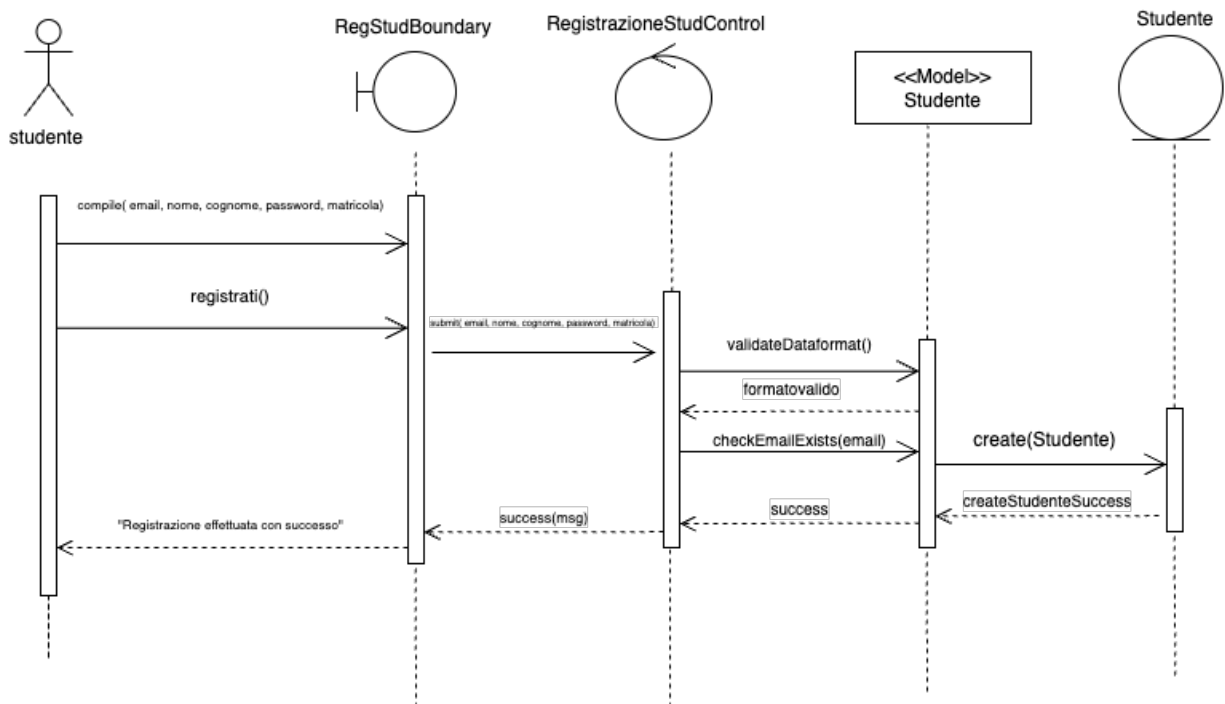 Studente
RegStudBoundary
RegistrazioneStudControl
<<Model>>
Studente
studente
compile( email, nome, cognome, password, matricola)
registrati()
submit( email, nome, cognome, password, matricola)
validateDataformat()
formatovalido
checkEmailExists(email)
create(Studente)
createStudenteSuccess
success
success(msg)
"Registrazione effettuata con successo"